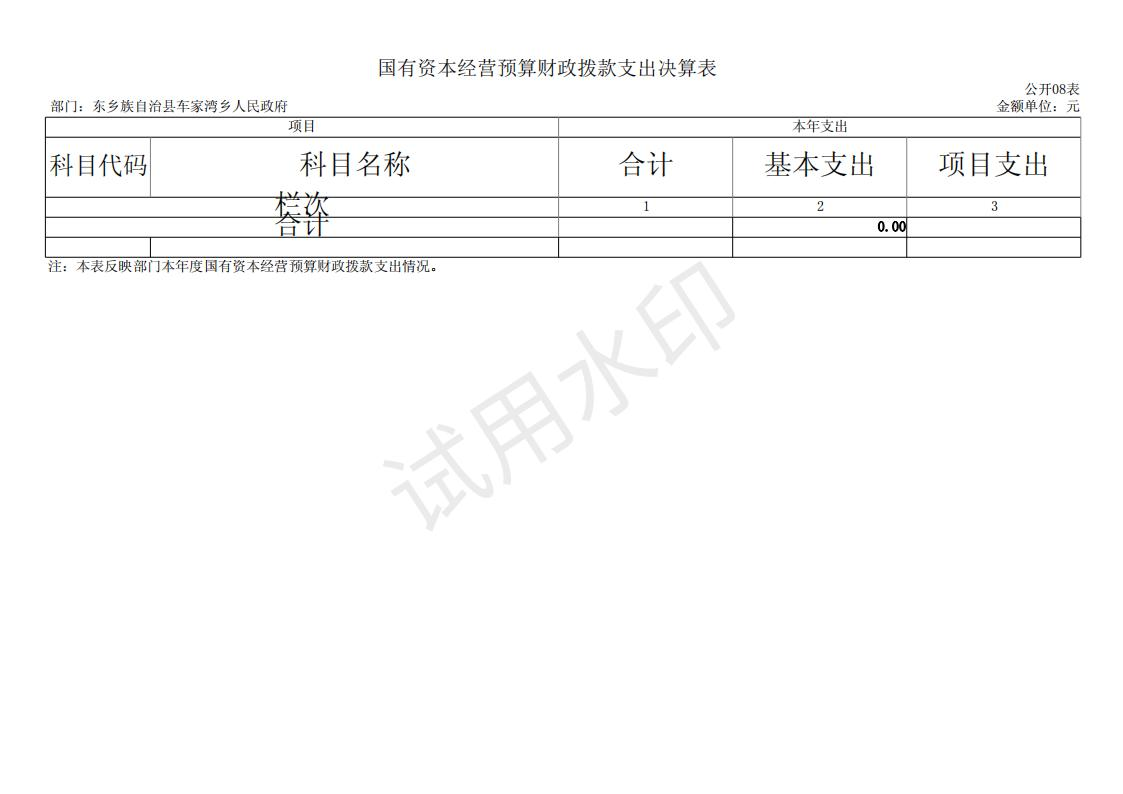 国有资本经营预算财政拨款支出决算表
公开08表
部门：东乡族自治县车家湾乡人民政府 金额单位：元
项目 本年支出
科目代码 科目名称 合计 基本支出 项目支出
栏次 1 2 3
合计 0.00
注：本表反映部门本年度国有资本经营预算财政拨款支出情况。
试用水印